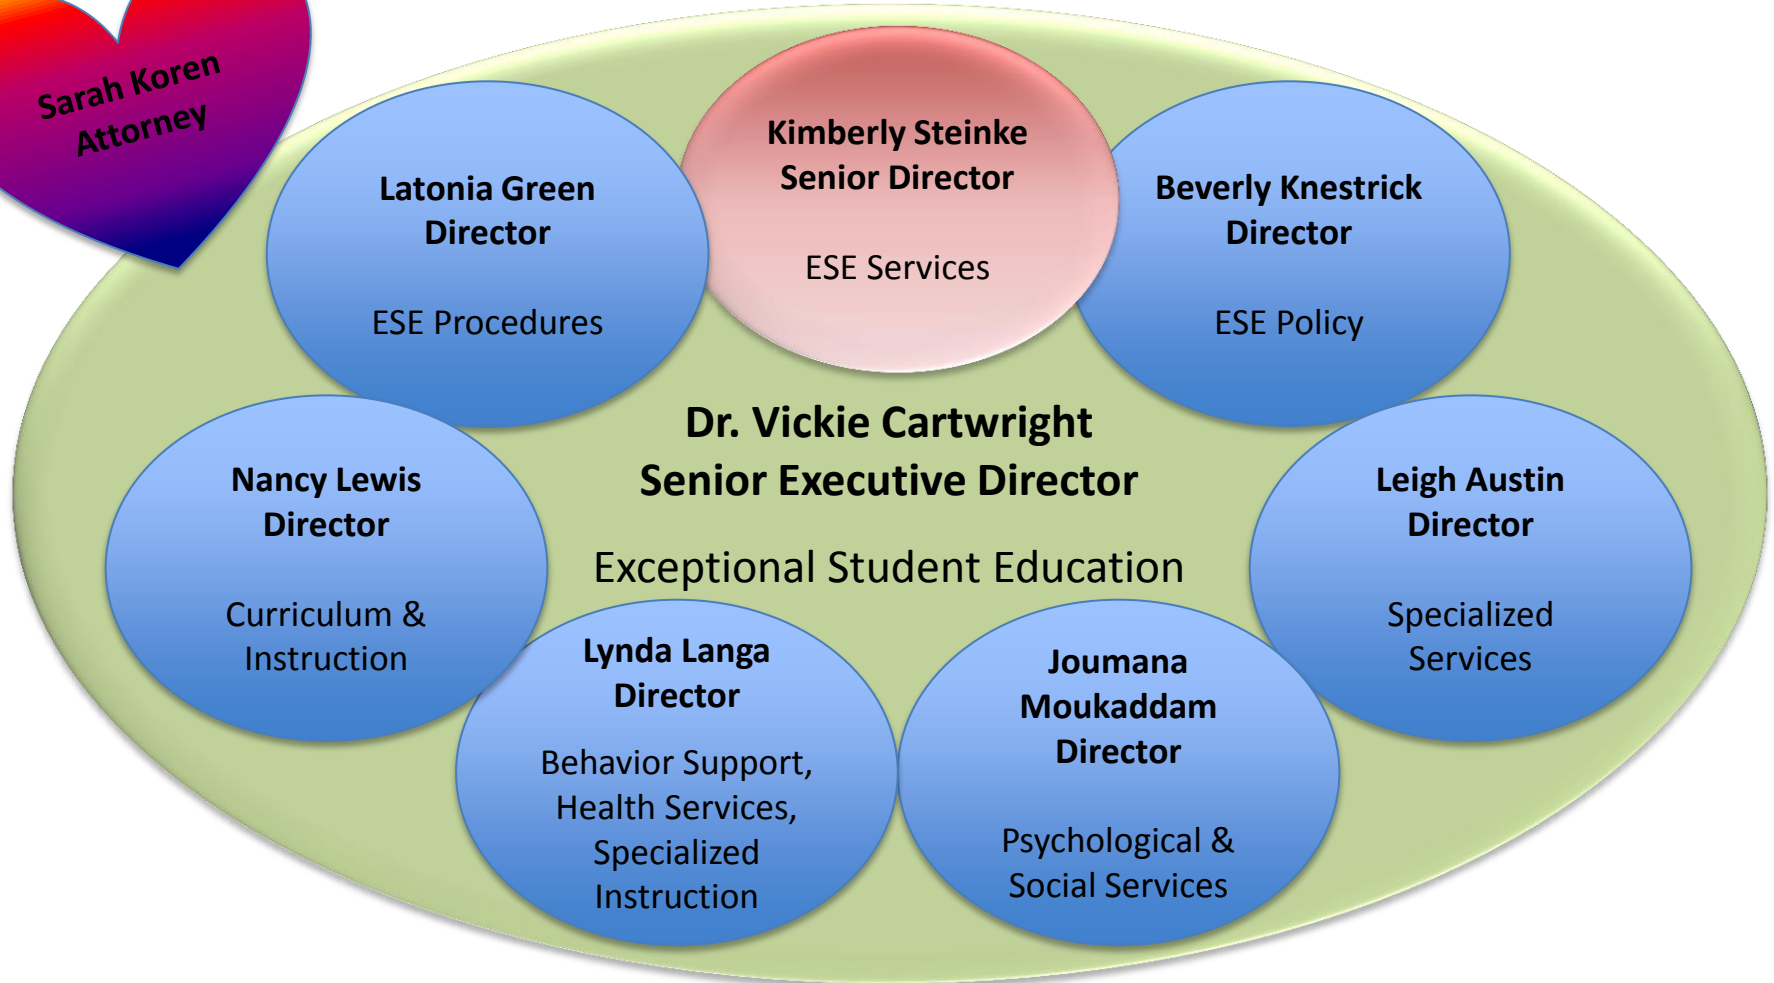 Sarah Koren
Attorney
Kimberly Steinke
Senior Director
ESE Services
Latonia Green
Director
ESE Procedures
Beverly Knestrick
Director
ESE Policy
Dr. Vickie Cartwright
Senior Executive Director
Exceptional Student Education
Nancy Lewis
Director
Curriculum &
Instruction
Leigh Austin
Director
Specialized
Services
Lynda Langa
Director
Behavior Support,
Health Services,
Specialized
Instruction
Joumana
Moukaddam
Director
Psychological &
Social Services